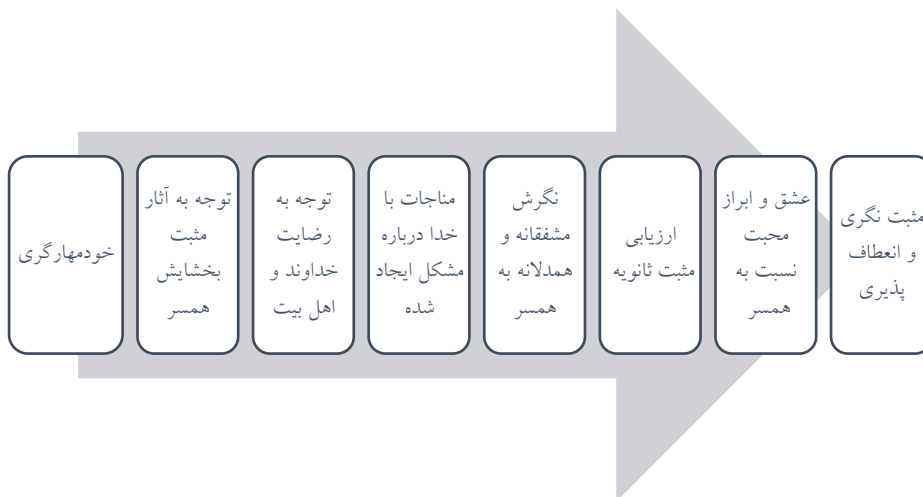 خودمهارگری
توجه به آثار
مثبت
بخشایش
همسر
توجه به
رضایت
خداوند و
اهل بیت
مناجات با
خدا درباره
مشکل ایجاد
شده
نگرش
مشفقانه و
همدلانه به
همسر
ارزیابی
مثبت ثانویه
عشق و ابراز
محبت
نسبت به
همسر
مثبت نگری
و انعطاف
پذیری